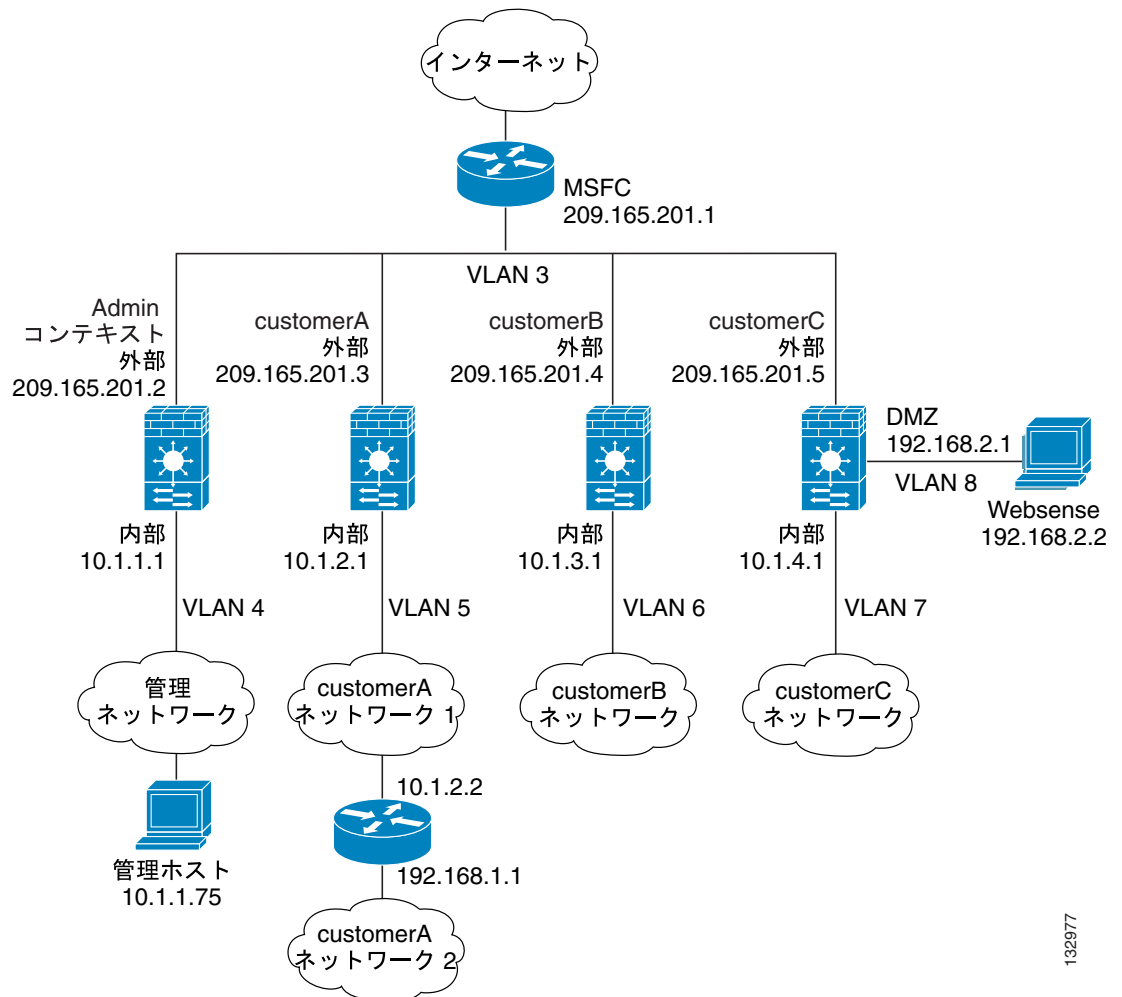 インターネット
MSFC
209.165.201.1
VLAN 3
Admin
コンテキスト
外部
209.165.201.2
customerA
外部
209.165.201.3
customerB
外部
209.165.201.4
customerC
外部
209.165.201.5
DMZ
192.168.2.1
VLAN 8
Websense
192.168.2.2
内部
10.1.1.1
内部
10.1.2.1
内部
10.1.3.1
内部
10.1.4.1
VLAN 4
VLAN 5
VLAN 6
VLAN 7
管理
ネットワーク
customerA
ネットワーク 1
customerB
ネットワーク
customerC
ネットワーク
10.1.2.2
管理ホスト
10.1.1.75
192.168.1.1
customerA
ネットワーク 2
132977